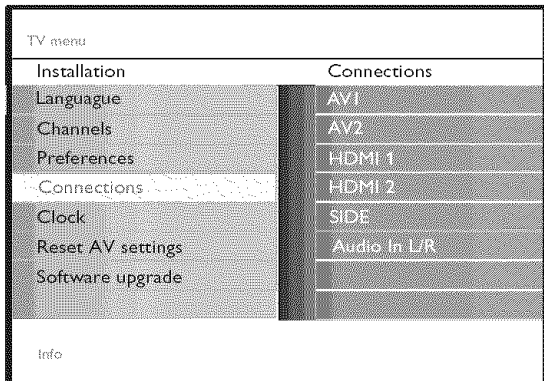 TV menu
Installation
Connections
Languague
AV1
Channels
AV2
Preferences
HDMI 1
Connections
HDMI 2
Clock
SIDE
Reset AV settings
Audio In L/R
Software upgrade
Info